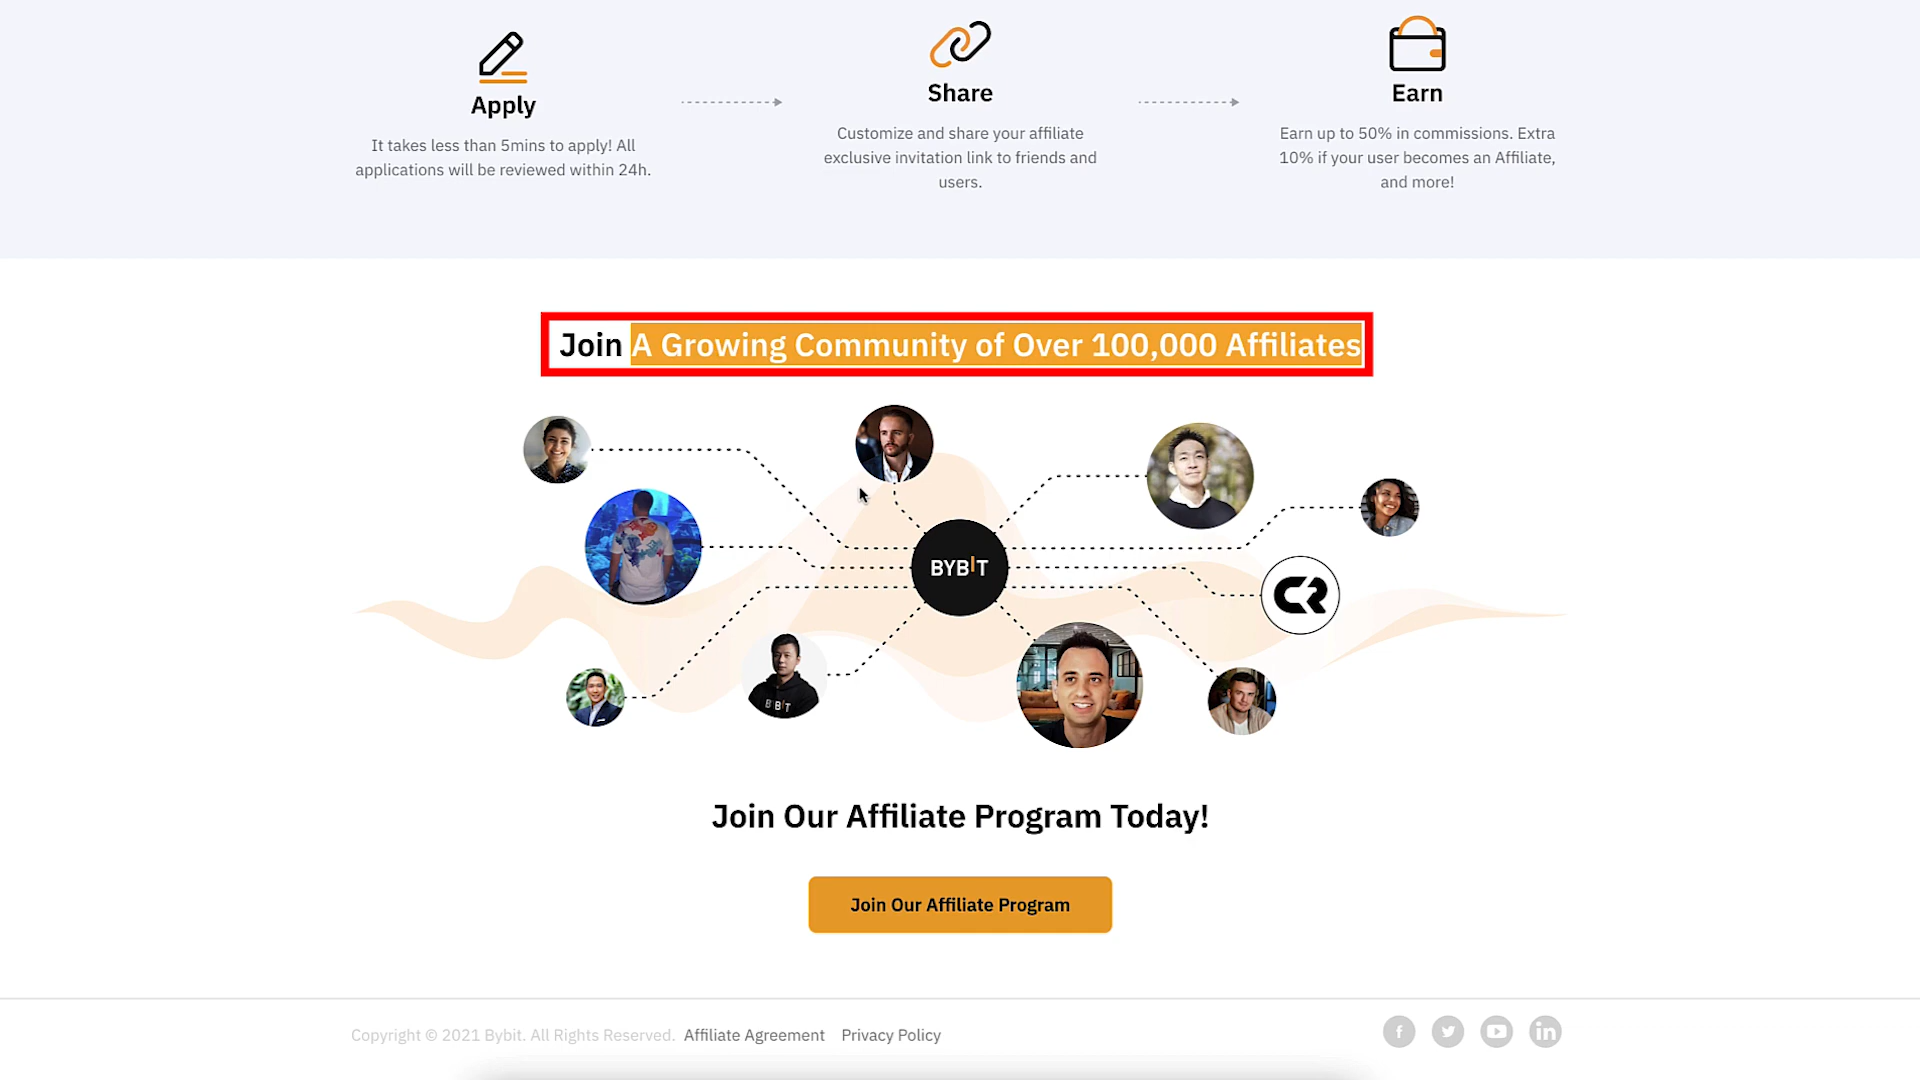 Apply
It takes less than 5mins to apply! All
applications will be reviewed within 24h.
Share
Customize and share your affiliate
exclusive invitation link to friends and
users.
Earn
Earn up to 50% in commissions. Extra
10% if your user becomes an Affiliate,
and more!
Join A Growing Community of Over 100,000 Affiliates
BYBIT
CR
BYBIT
Join Our Affiliate Program Today!
Join Our Affiliate Program
Copyright © 2021 Bybit. All Rights Reserved. Affiliate Agreement Privacy Policy